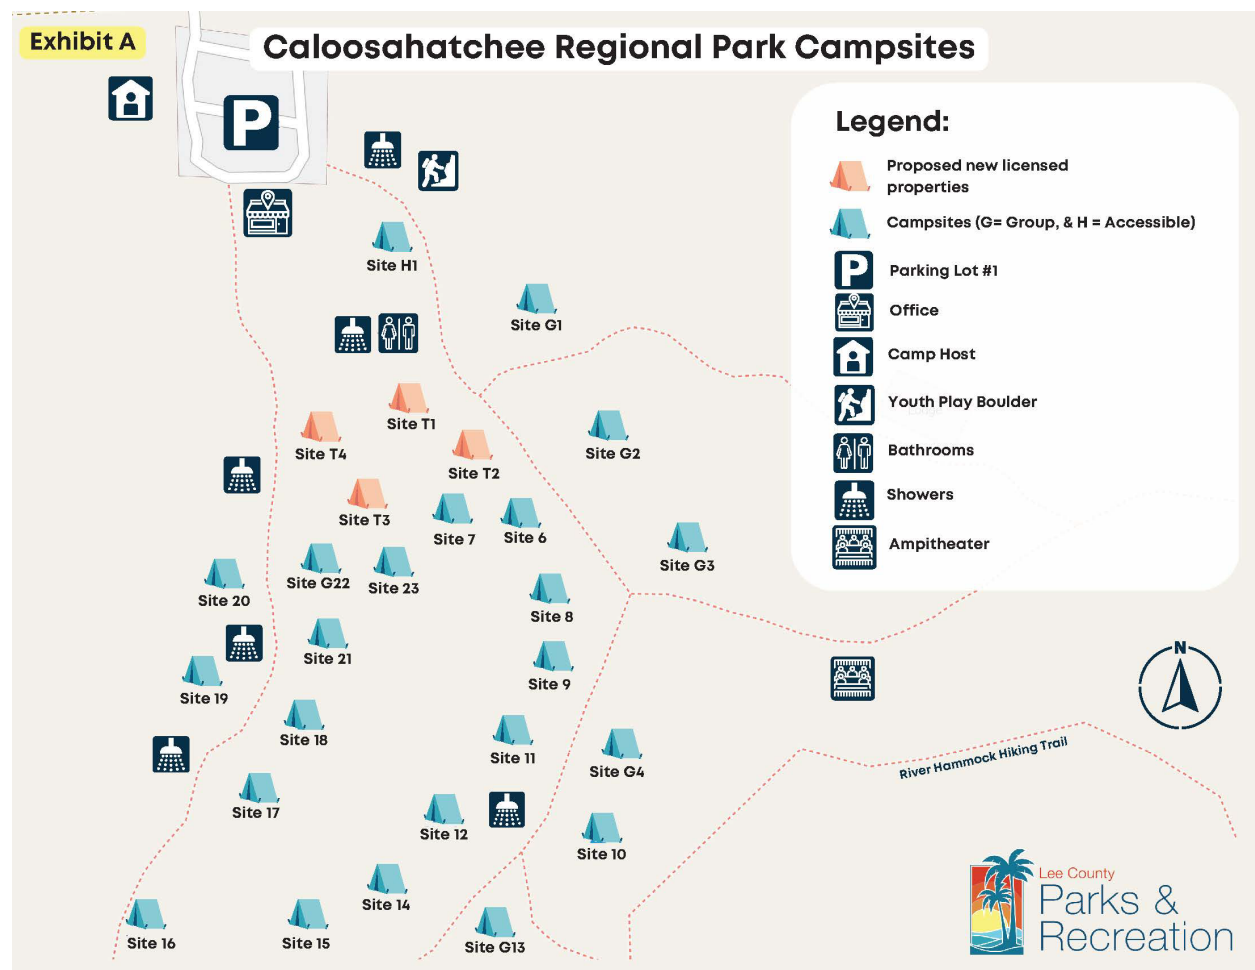 Exhibit A
Caloosahatchee Regional Park Campsites
P
Legend:
Proposed new licensed
properties
Campsites (G= Group, & H = Accessible)
P
Parking Lot #1
Office
Camp Host
Youth Play Boulder
Bathrooms
Showers
Ampitheater
Site H1
Site G1
Site T1
Site T4
Site T2
Site G2
Site T3
Site 7
Site 6
Site G3
Site G22
Site 23
Site 20
Site 8
Site 21
Site 9
Site 19
N
Site 18
Site 11
Site G4
River Hammock Hiking Trail
Site 17
Site 12
Site 10
Site 14
Site 16
Site 15
Site G13
Lee County
Parks &
Recreation